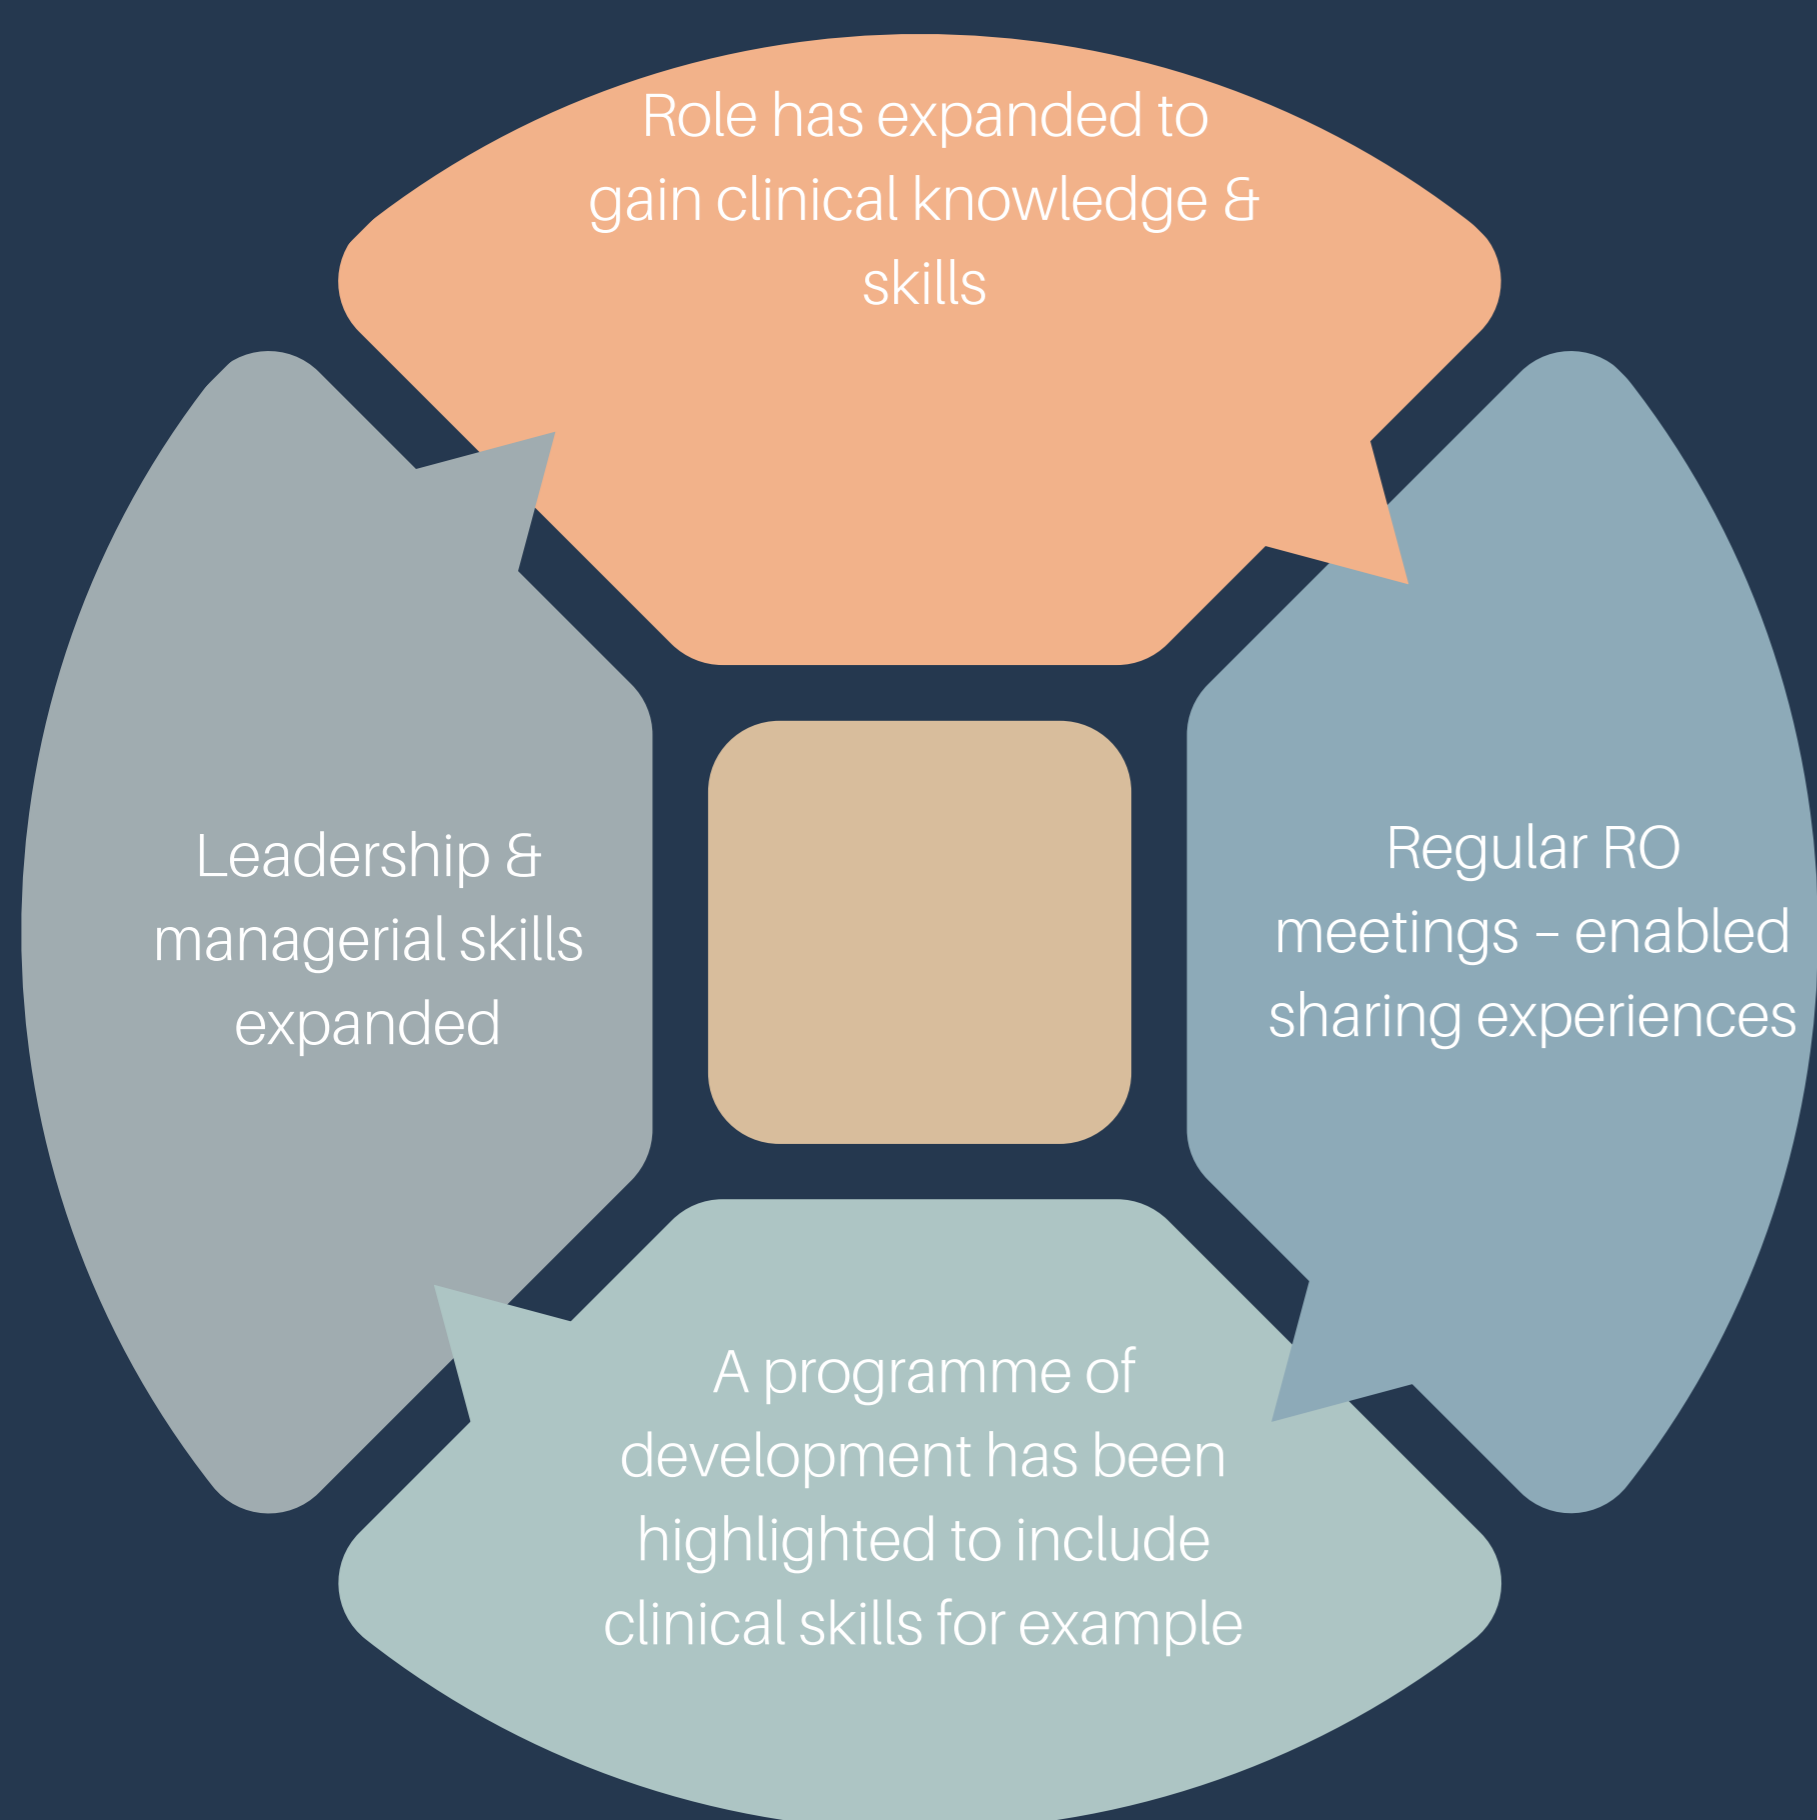 Role has expanded to
gain clinical knowledge &
skills
Leadership &
managerial skills
expanded
Regular RO
meetings – enabled
sharing experiences
A programme of
development has been
highlighted to include
clinical skills for example